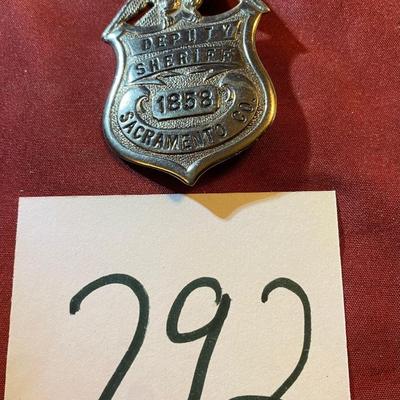 DEPUTY
SHERIFF
1858
SACRAMENTO CO
292